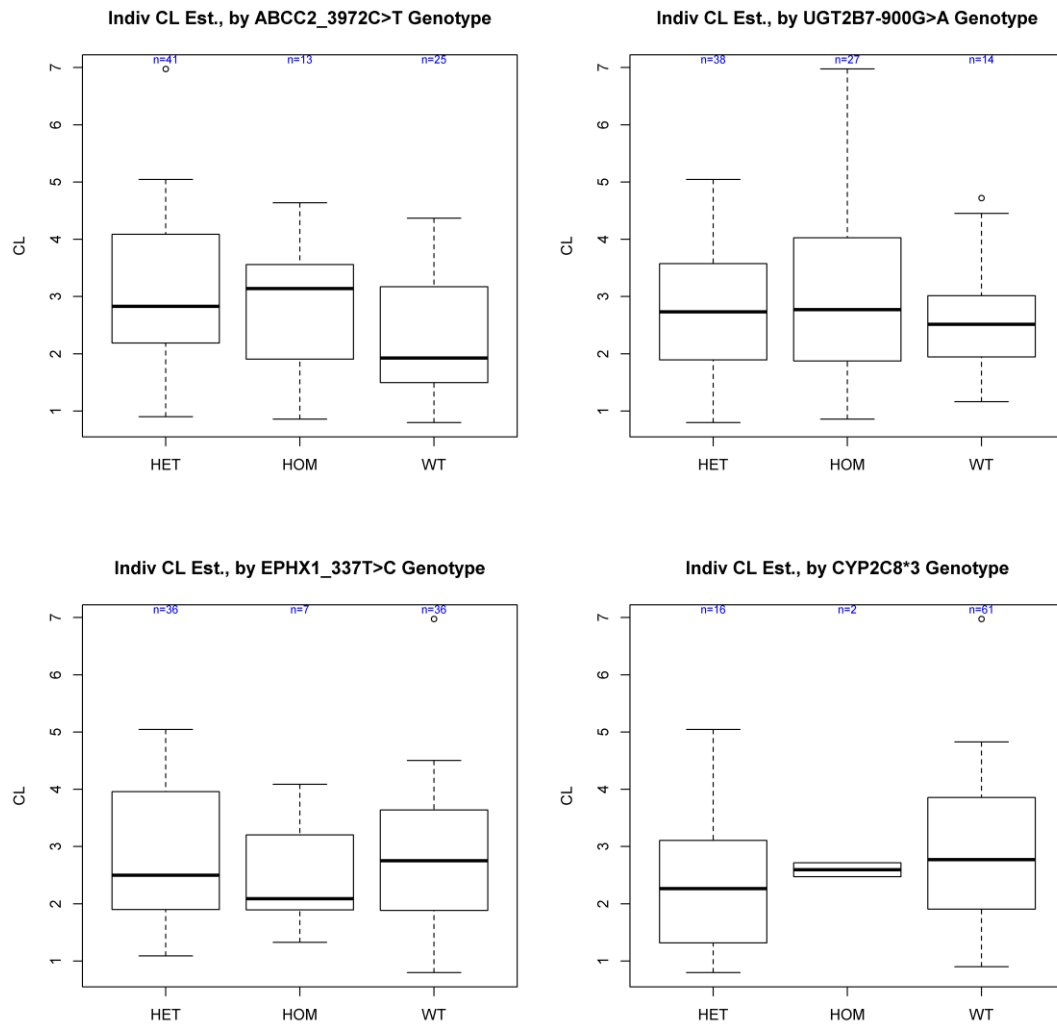 Indiv CL Est., by ABCC2_3972C>T Genotype
n=41 n=13 n=25
7
6
5
4
3
2
1
CL
HET HOM WT
Indiv CL Est., by UGT2B7-900G>A Genotype
n=38 n=27 n=14
7
6
5
4
3
2
1
CL
HET HOM WT
Indiv CL Est., by EPHX1_337T>C Genotype
n=36 n=7 n=36
7
6
5
4
3
2
1
CL
HET HOM WT
Indiv CL Est., by CYP2C8*3 Genotype
n=16 n=2 n=61
7
6
5
4
3
2
1
CL
HET HOM WT